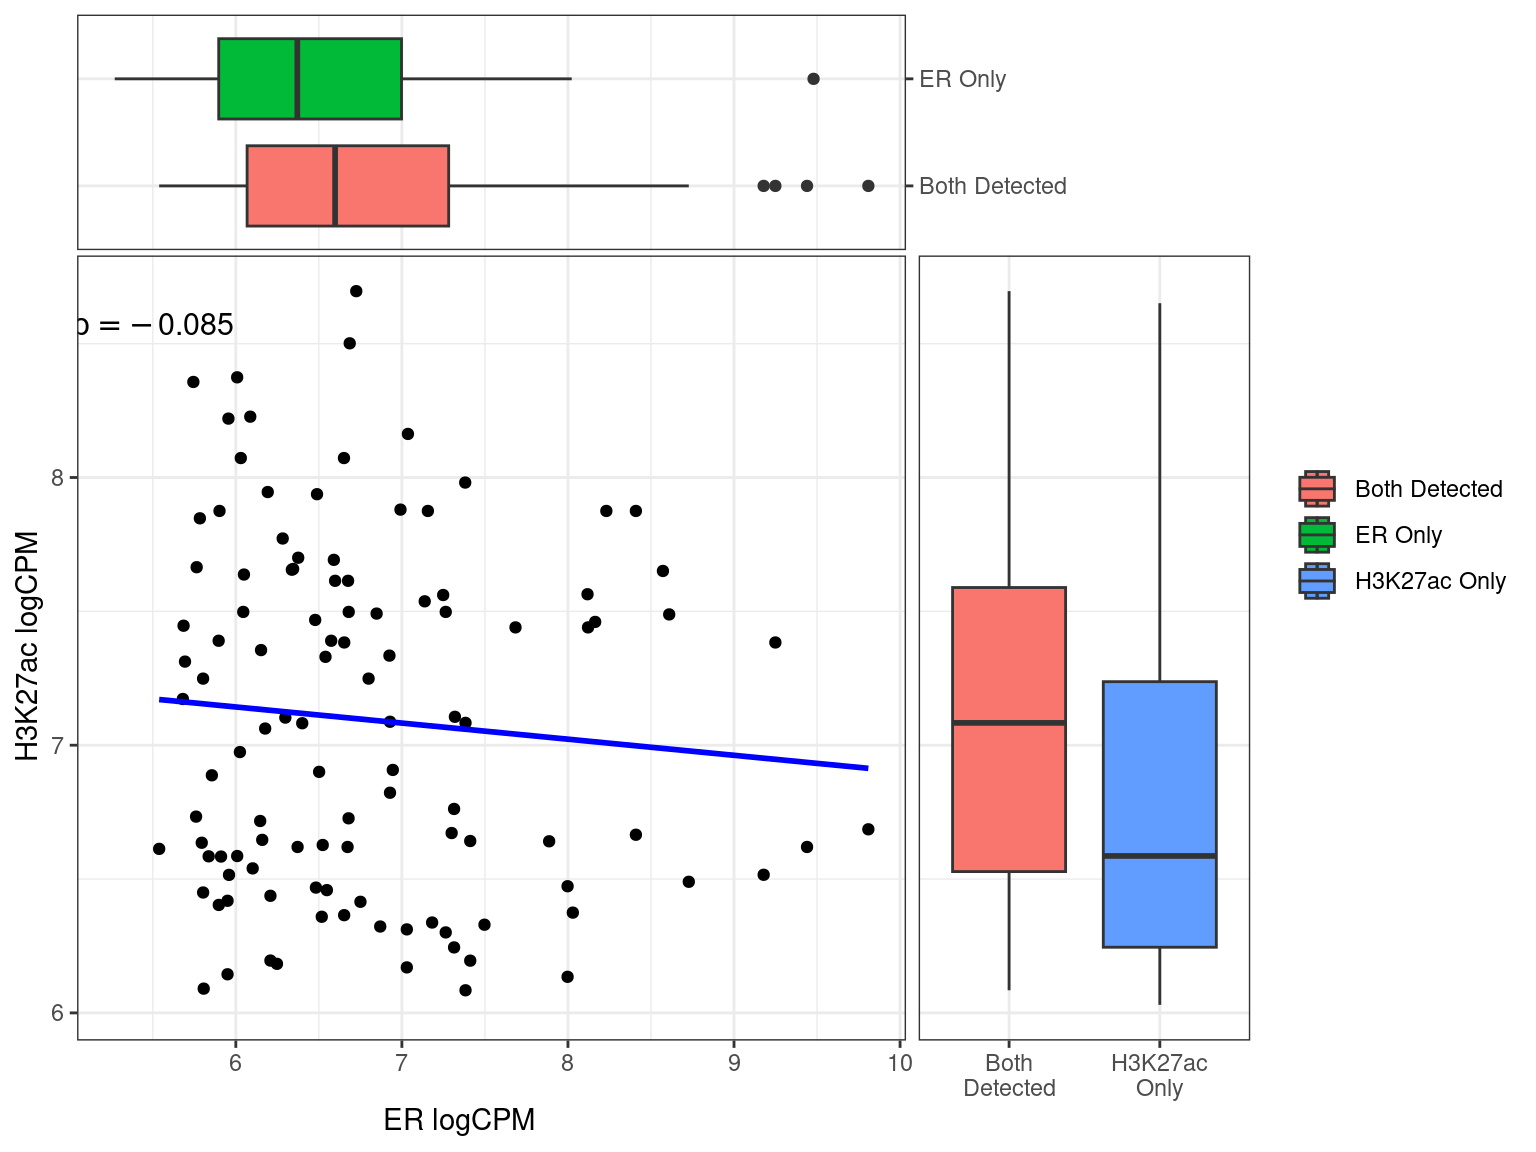 ER Only
Both Detected
= −0.085
8
7
6
H3K27ac logCPM
6 7 8 9 10
ER logCPM
Both
Detected
H3K27ac
Only
Both Detected
ER Only
H3K27ac Only